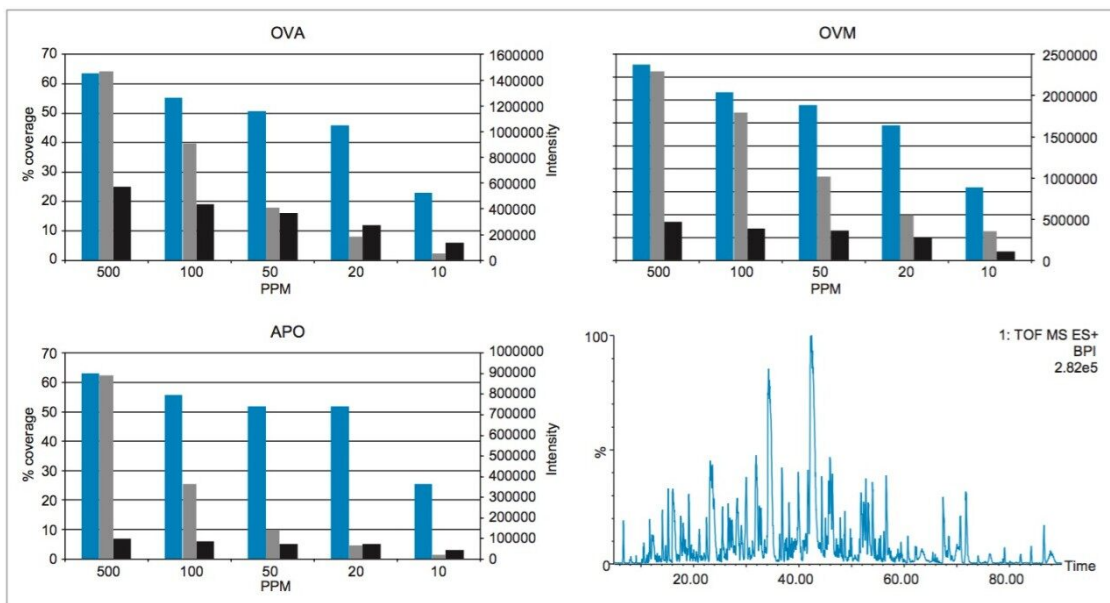 OVA
70
60
50
40
30
20
10
0
% coverage
1600000
1400000
1200000
1000000
800000
600000
400000
200000
0
Intensity
500 100 50 20 10
PPM
OVM
2500000
2000000
1500000
1000000
500000
0
500 100 50 20 10
PPM
APO
70
60
50
40
30
20
10
0
% coverage
1000000
900000
800000
700000
600000
500000
400000
300000
200000
100000
0
Intensity
500 100 50 20 10
PPM
1: TOF MS ES+
BPI
2.82e5
100
%
0
20.00 40.00 60.00 80.00
Time